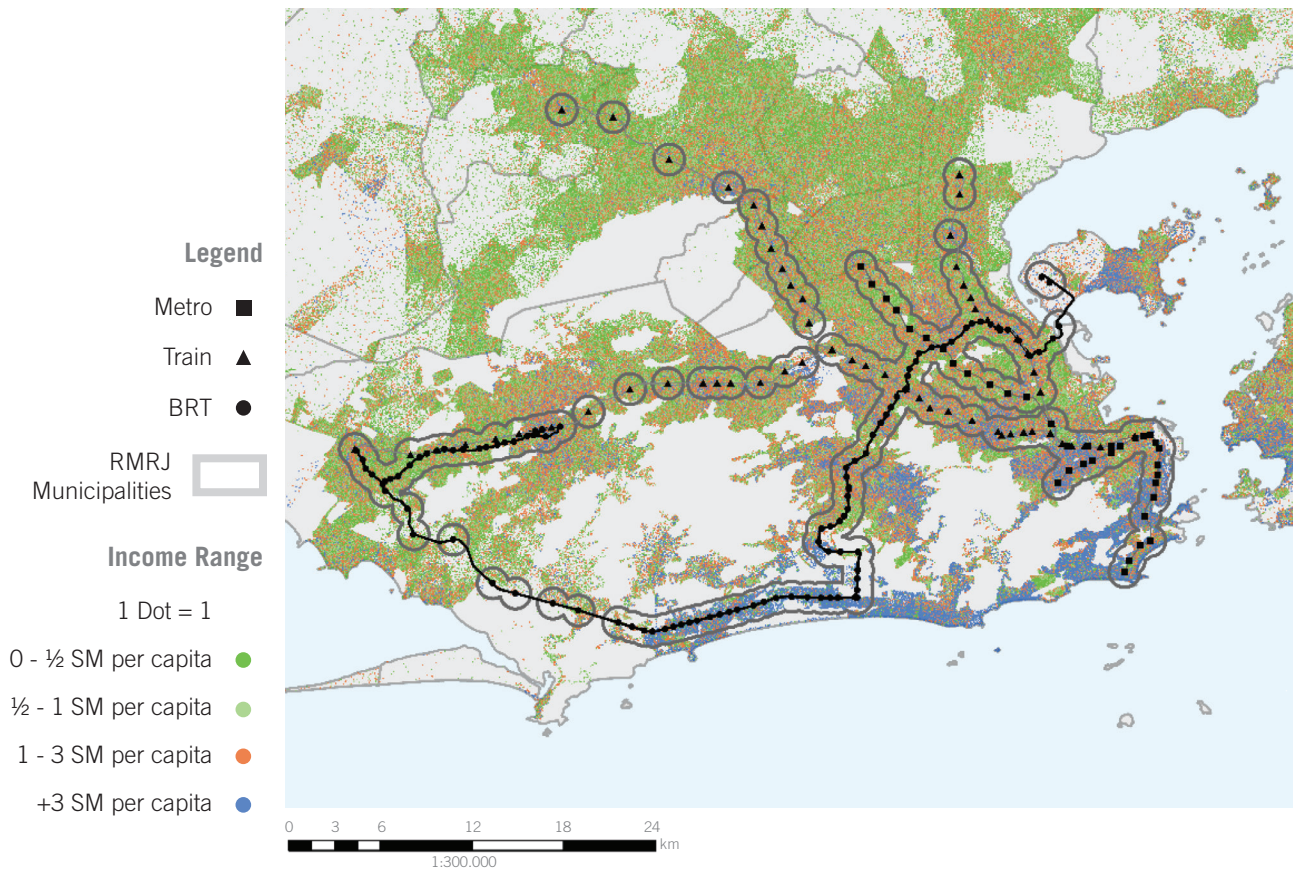 Legend
Metro
Train
BRT
RMRJ
Municipalities
Income Range
1 Dot = 1
0 - ½ SM per capita
½ - 1 SM per capita
1 - 3 SM per capita
+3 SM per capita
0 3 6 12 18 24
km
1:300.000